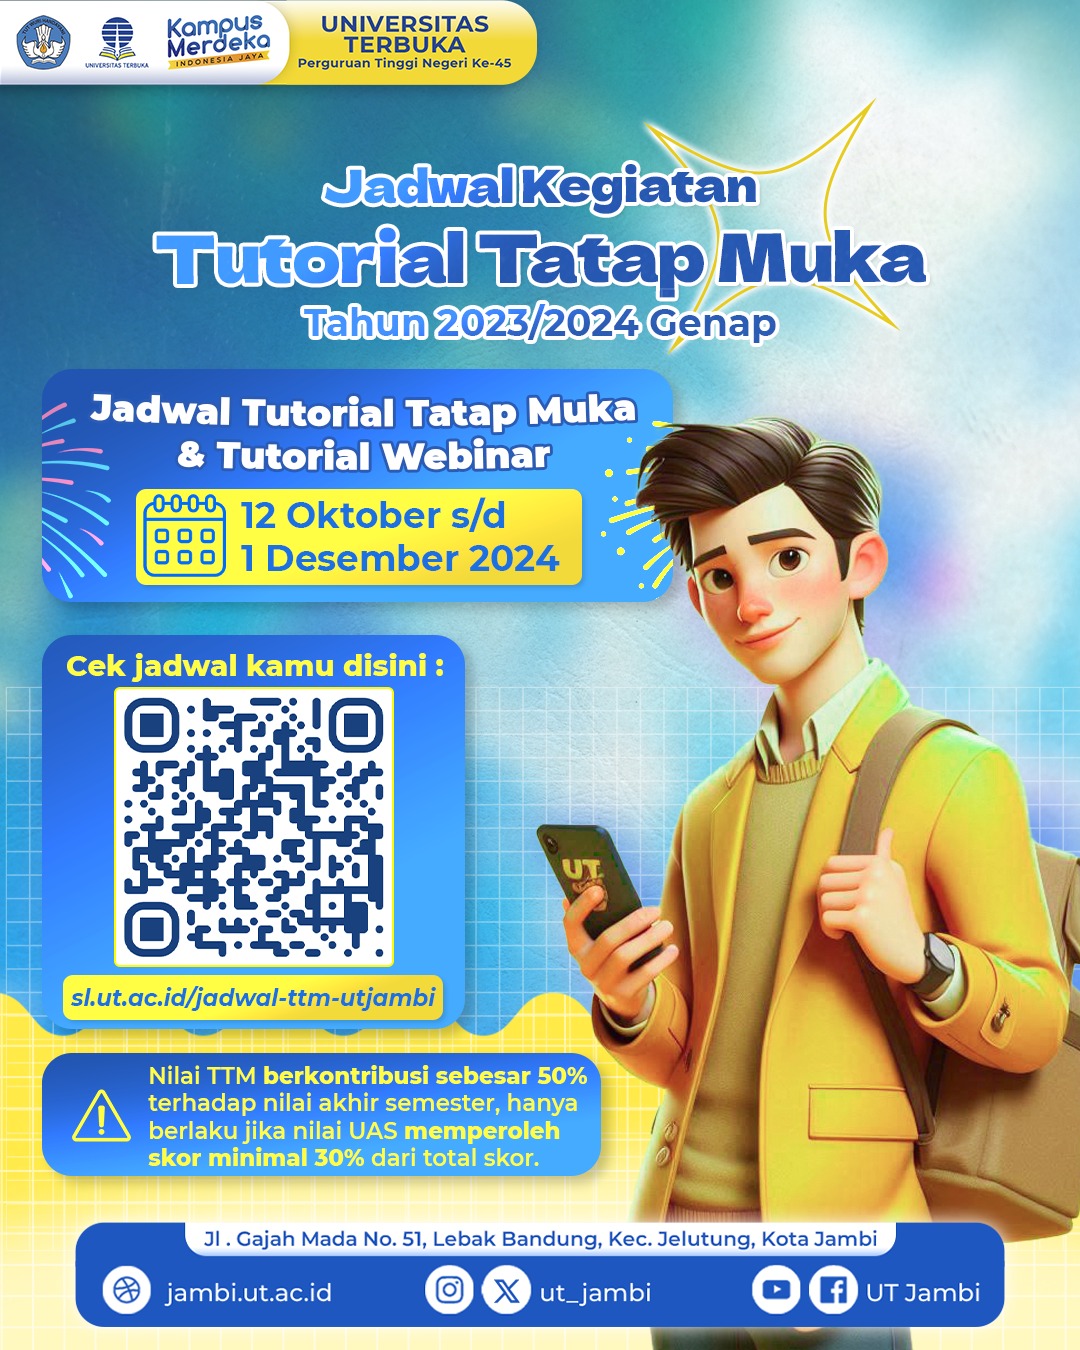 UNIVERSITAS TERBUKA
Kampus
Merdeka
INDONESIA JAYA
UNIVERSITAS
TERBUKA
Perguruan Tinggi Negeri Ke-45
Jadwal Kegiatan
Tutorial Tatap Muka
Tahun 2023/2024 Genap
Jadwal Tutorial Tatap Muka
& Tutorial Webinar
12 Oktober s/d
1 Desember 2024
Cek jadwal kamu disini :
sl.ut.ac.id/jadwal-ttm-utjambi
UT
Nilai TTM berkontribusi sebesar 50%
terhadap nilai akhir semester, hanya
berlaku jika nilai UAS memperoleh
skor minimal 30% dari total skor.
Jl . Gajah Mada No. 51, Lebak Bandung, Kec. Jelutung, Kota Jambi
jambi.ut.ac.id
ut_jambi
UT Jambi